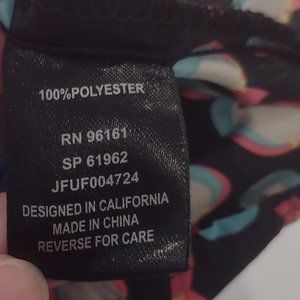 100%POLYESTER
RN 96161
SP 61962
JFUF004724
DESIGNED IN CALIFORNIA
MADE IN CHINA
REVERSE FOR CARE